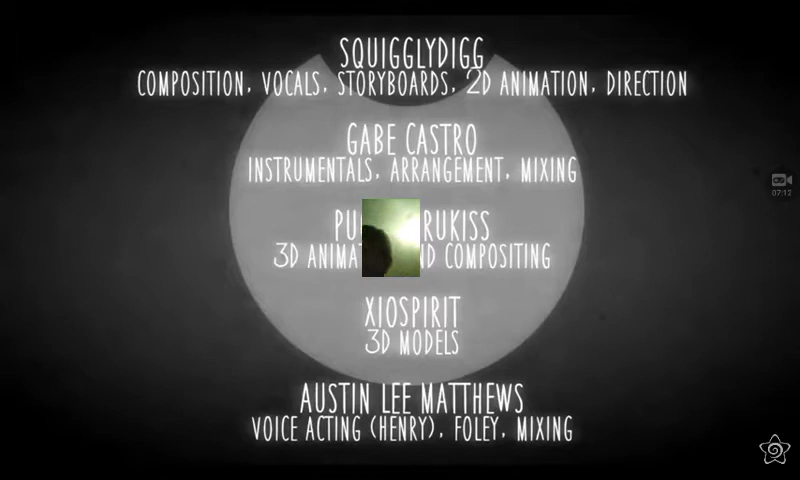 SQUIGGLYDIGG
COMPOSITION, VOCALS, STORYBOARDS, 2D ANIMATION, DIRECTION
GABE CASTRO
INSTRUMENTALS, ARRANGEMENT, MIXING
3D COMPOSITING
XIOSPIRIT
3D MODELS
AUSTIN LEE MATTHEWS
VOICE ACTING (HENRY), FOLEY, MIXING
07:12